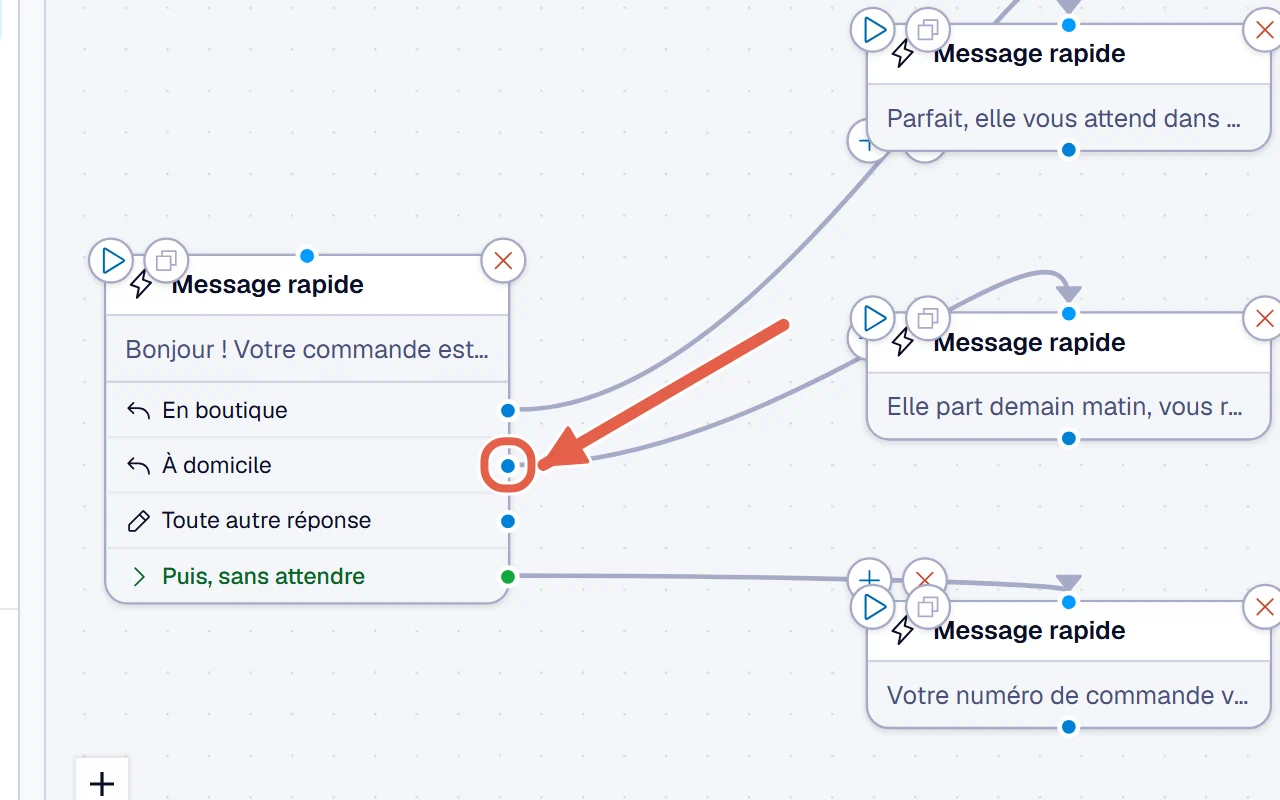 Message rapide
Parfait, elle vous attend dans ...
Message rapide
Bonjour ! Votre commande est...
En boutique
À domicile
Toute autre réponse
Puis, sans attendre
Message rapide
Elle part demain matin, vous r...
Message rapide
Votre numéro de commande v...